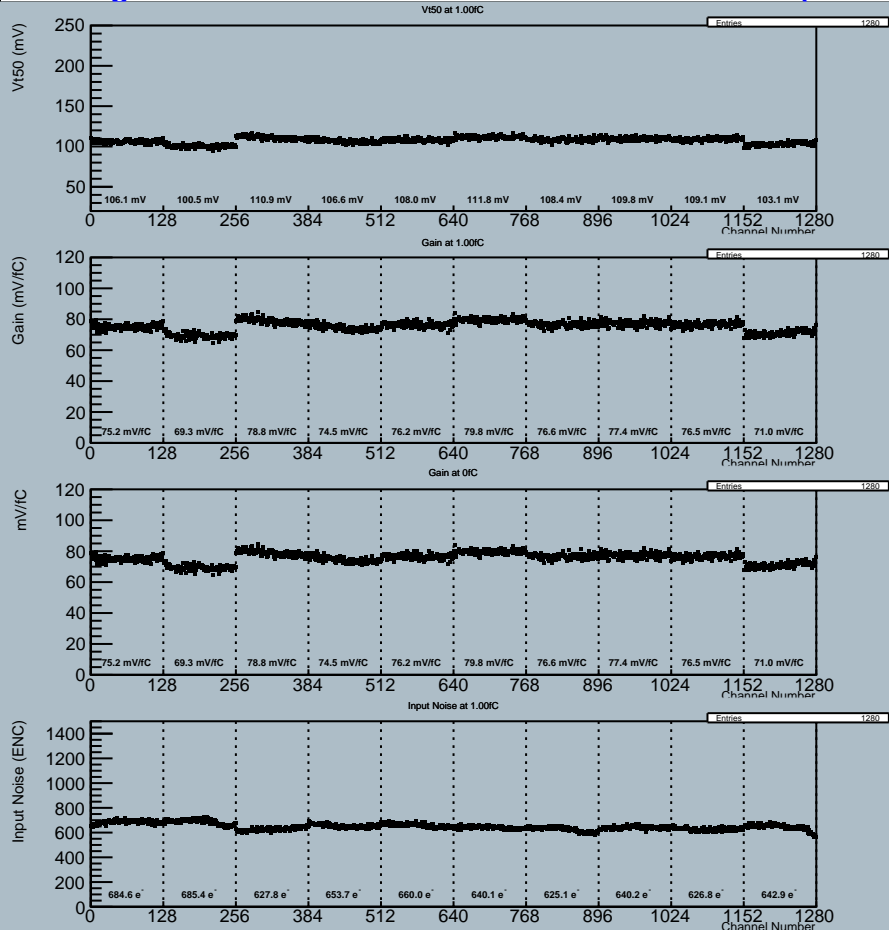 Vt50 at 1.00fC
Entries 1280
Vt50 (mV)
250
200
150
100
50
106.1 mV 100.5 mV 110.9 mV 106.6 mV 108.0 mV 111.8 mV 108.4 mV 109.8 mV 109.1 mV 103.1 mV
0 128 256 384 512 640 768 896 1024 1152 1280
Channel Number
Gain at 1.00fC
Entries 1280
Gain (mV/fC)
120
100
80
60
40
20
0
75.2 mV/fC 69.3 mV/fC 78.8 mV/fC 74.5 mV/fC 76.2 mV/fC 79.8 mV/fC 76.6 mV/fC 77.4 mV/fC 76.5 mV/fC 71.0 mV/fC
0 128 256 384 512 640 768 896 1024 1152 1280
Channel Number
Gain at 0fC
Entries 1280
mV/fC
120
100
80
60
40
20
0
75.2 mV/fC 69.3 mV/fC 78.8 mV/fC 74.5 mV/fC 76.2 mV/fC 79.8 mV/fC 76.6 mV/fC 77.4 mV/fC 76.5 mV/fC 71.0 mV/fC
0 128 256 384 512 640 768 896 1024 1152 1280
Channel Number
Input Noise at 1.00fC
Entries 1280
Input Noise (ENC)
1400
1200
1000
800
600
400
200
0
684.6 e⁻ 685.4 e⁻ 627.8 e⁻ 653.7 e⁻ 660.0 e⁻ 640.1 e⁻ 625.1 e⁻ 640.2 e⁻ 626.8 e⁻ 642.9 e⁻
0 128 256 384 512 640 768 896 1024 1152 1280
Channel Number